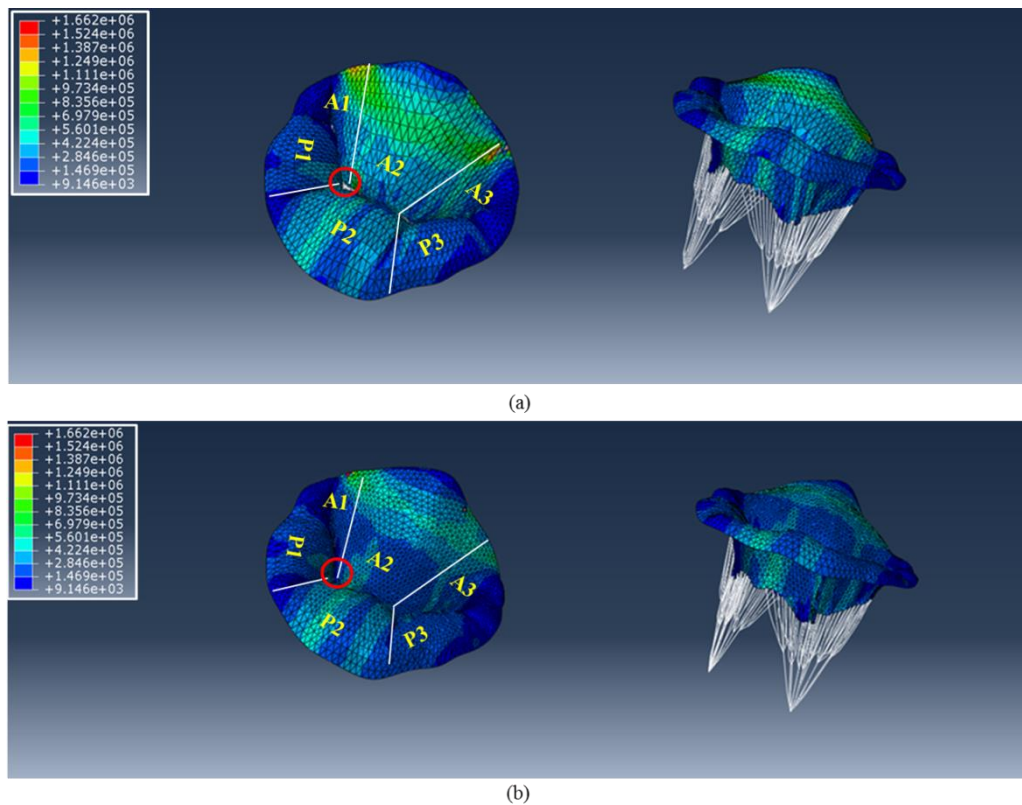 +1.662e+06
+1.524e+06
+1.387e+06
+1.249e+06
+1.111e+06
+9.734e+05
+8.356e+05
+6.979e+05
+5.601e+05
+4.224e+05
+2.846e+05
+1.469e+05
+9.146e+03
A1
P1
A2
A3
P2
P3
(a)
+1.662e+06
+1.524e+06
+1.387e+06
+1.249e+06
+1.111e+06
+9.734e+05
+8.356e+05
+6.979e+05
+5.601e+05
+4.224e+05
+2.846e+05
+1.469e+05
+9.146e+03
A1
P1
A2
A3
P2
P3
(b)